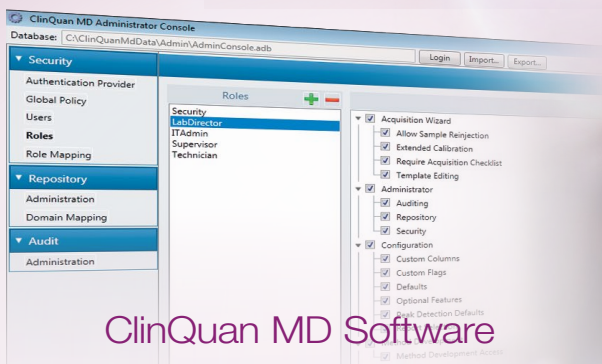 ClinQuan MD Administrator Console
Database: C:\ClinQuanMdData\Admin\AdminConsole.adb Login Import... Export...
Security
Authentication Provider
Global Policy
Users
Roles
Role Mapping
Repository
Administration
Domain Mapping
Audit
Administration
Roles
Security
LabDirector
ITAdmin
Supervisor
Technician
Acquisition Wizard
Allow Sample Reinjection
Extended Calibration
Require Acquisition Checklist
Template Editing
Administrator
Auditing
Repository
Security
Configuration
Custom Columns
Custom Flags
Defaults
Optional Features
Peak Detection Defaults
Method Development Access
ClinQuan MD Software